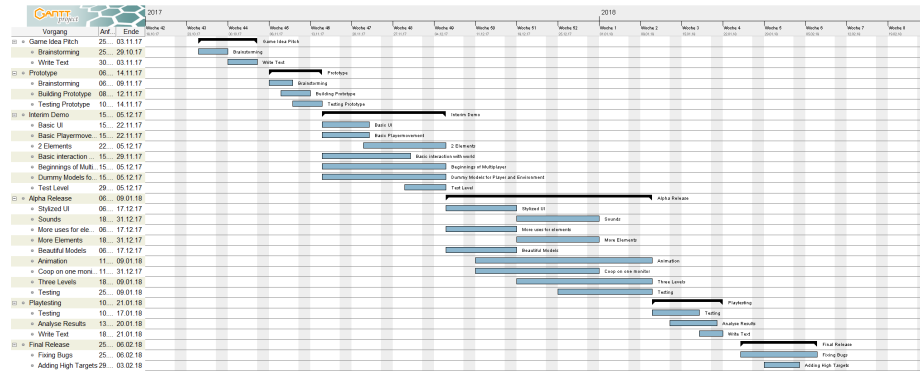 GANTT project
2017
2018
Vorgang Anf... Ende
Woche 42 Woche 43 Woche 44 Woche 45 Woche 46 Woche 47 Woche 48 Woche 49 Woche 50 Woche 51 Woche 52 Woche 1 Woche 2 Woche 3 Woche 4 Woche 5 Woche 6 Woche 7 Woche 8
Game Idea Pitch 25... 03.11.17 Game Idea Pitch
Brainstorming 25... 29.10.17 Brainstorming
Write Text 30... 03.11.17 Write Text
Prototype 06... 14.11.17 Prototype
Brainstorming 06... 09.11.17 Brainstorming
Building Prototype 08... 12.11.17 Building Prototype
Testing Prototype 10... 14.11.17 Testing Prototype
Interim Demo 15... 05.12.17 Interim Demo
Basic UI 15... 22.11.17 Basic UI
Basic Playermove... 15... 22.11.17 Basic Playermovement
2 Elements 22... 05.12.17 2 Elements
Basic interaction ... 15... 29.11.17 Basic interaction with world
Beginnings of Multi... 15... 05.12.17 Beginnings of Multiplayer
Dummy Models fo... 15... 05.12.17 Dummy Models for Player and Environment
Test Level 29... 05.12.17 Test Level
Alpha Release 06... 09.01.18 Alpha Release
Stylized UI 06... 17.12.17 Stylized UI
Sounds 18... 31.12.17 Sounds
More uses for ele... 06... 17.12.17 More uses for elements
More Elements 18... 31.12.17 More Elements
Beautiful Models 06... 17.12.17 Beautiful Models
Animation 11... 09.01.18 Animation
Coop on one moni... 11... 31.12.17 Coop on one monitor
Three Levels 18... 09.01.18 Three Levels
Testing 25... 09.01.18 Testing
Playtesting 10... 21.01.18 Playtesting
Testing 10... 17.01.18 Testing
Analyse Results 13... 20.01.18 Analyse Results
Write Text 18... 21.01.18 Write Text
Final Release 25... 06.02.18 Final Release
Fixing Bugs 25... 06.02.18 Fixing Bugs
Adding High Targets 29... 03.02.18 Adding High Targets